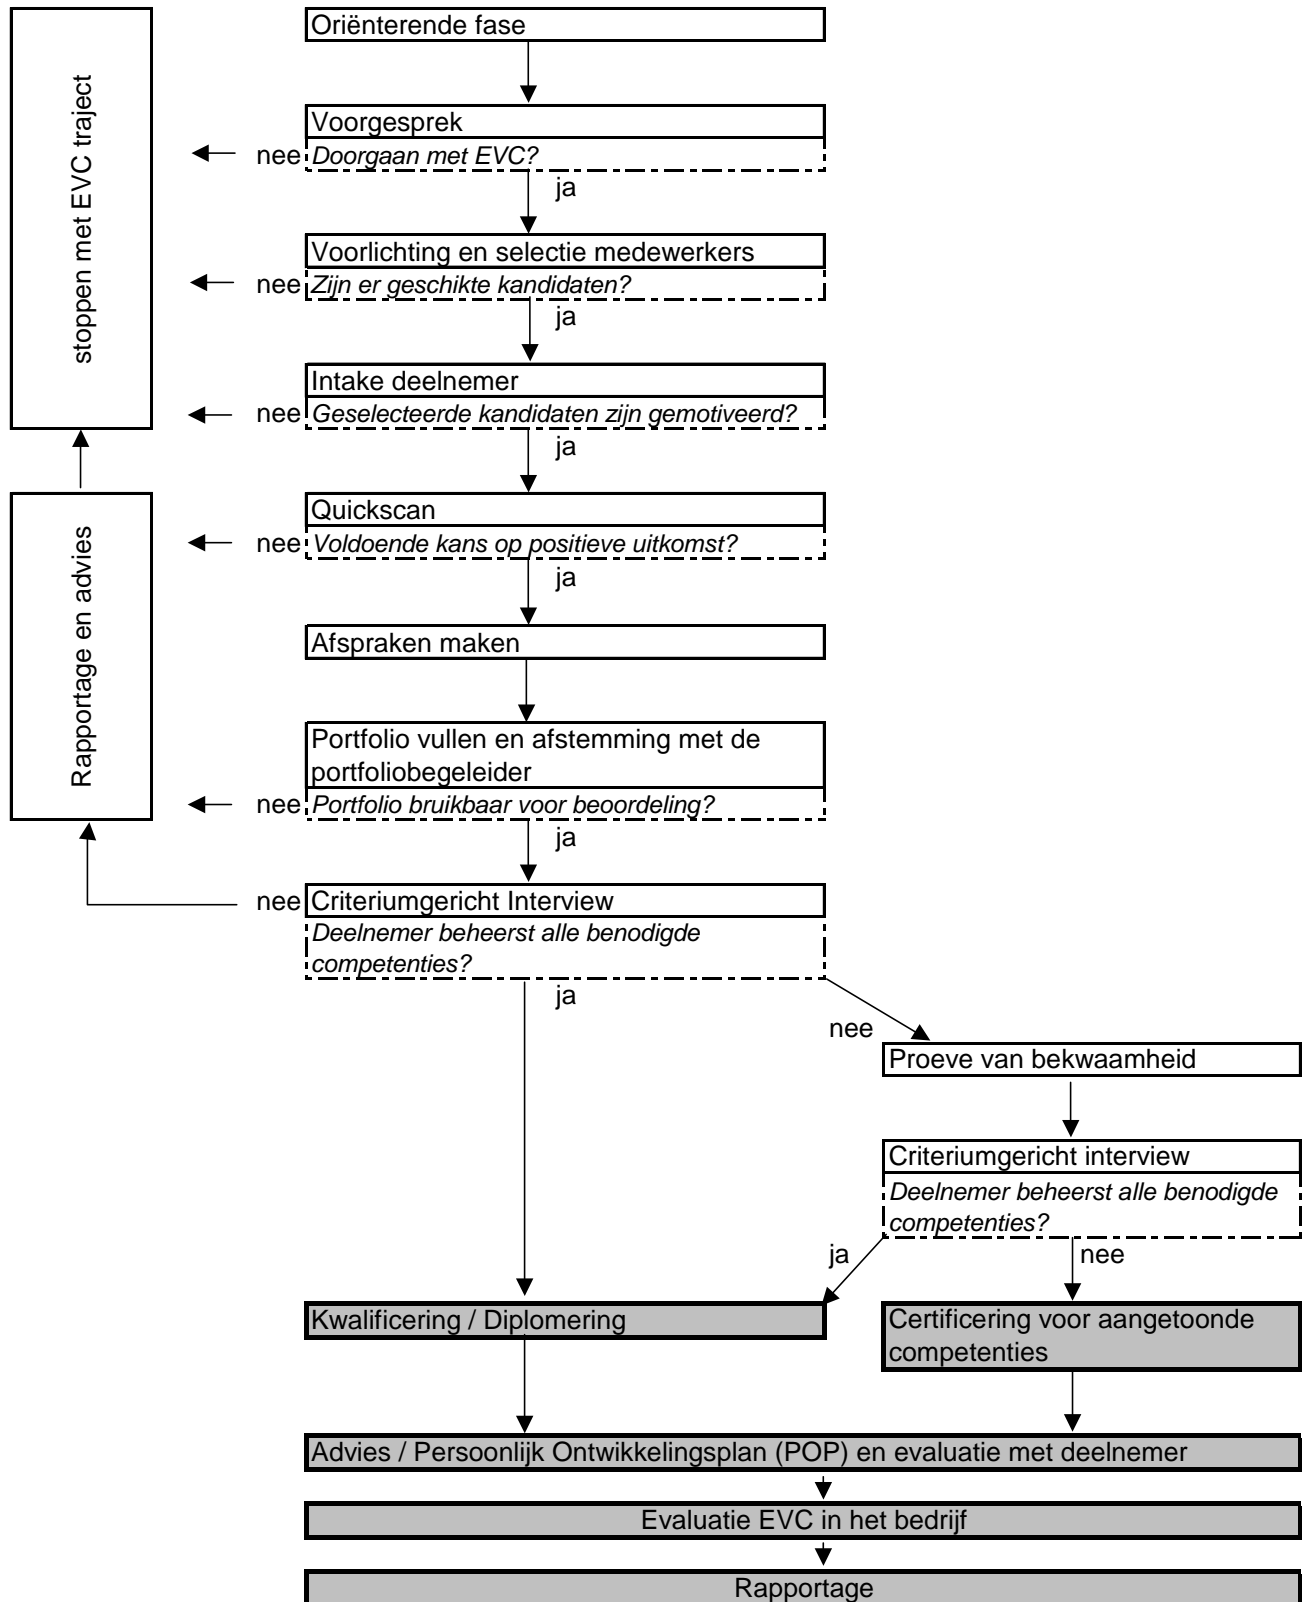 Oriënterende fase
stoppen met EVC traject
Voorgesprek
nee
Doorgaan met EVC?
ja
Voorlichting en selectie medewerkers
nee
Zijn er geschikte kandidaten?
ja
Intake deelnemer
nee
Geselecteerde kandidaten zijn gemotiveerd?
ja
Rapportage en advies
Quickscan
nee
Voldoende kans op positieve uitkomst?
ja
Afspraken maken
Portfolio vullen en afstemming met de
portfoliobegeleider
nee
Portfolio bruikbaar voor beoordeling?
ja
nee
Criteriumgericht Interview
Deelnemer beheerst alle benodigde
competenties?
ja
nee
Proeve van bekwaamheid
Criteriumgericht interview
Deelnemer beheerst alle benodigde
competenties?
ja
nee
Kwalificering / Diplomering
Certificering voor aangetoonde
competenties
Advies / Persoonlijk Ontwikkelingsplan (POP) en evaluatie met deelnemer
Evaluatie EVC in het bedrijf
Rapportage